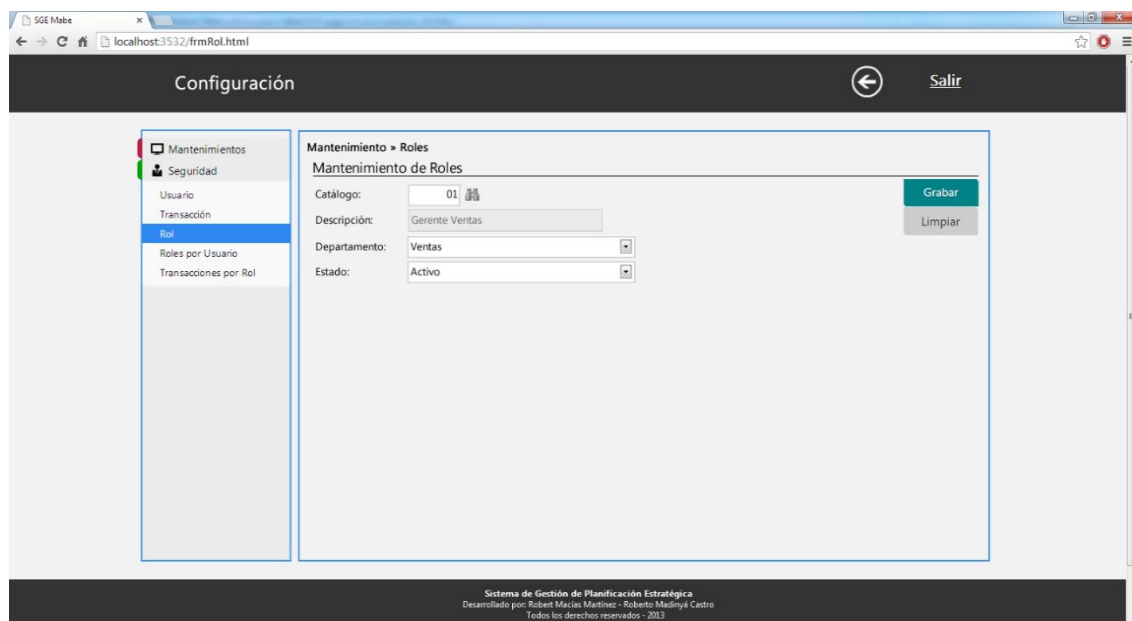 SGE Mabe
localhost:3532/frmRol.html
Configuración
Salir
Mantenimientos
Seguridad
Usuario
Transacción
Rol
Roles por Usuario
Transacciones por Rol
Mantenimiento » Roles
Mantenimiento de Roles
Catálogo: 01
Grabar
Descripción: Gerente Ventas
Limpiar
Departamento: Ventas
Estado: Activo
Sistema de Gestión de Planificación Estratégica
Desarrollado por: Robert Macías Martínez - Roberto Madinyá Castro
Todos los derechos reservados - 2013